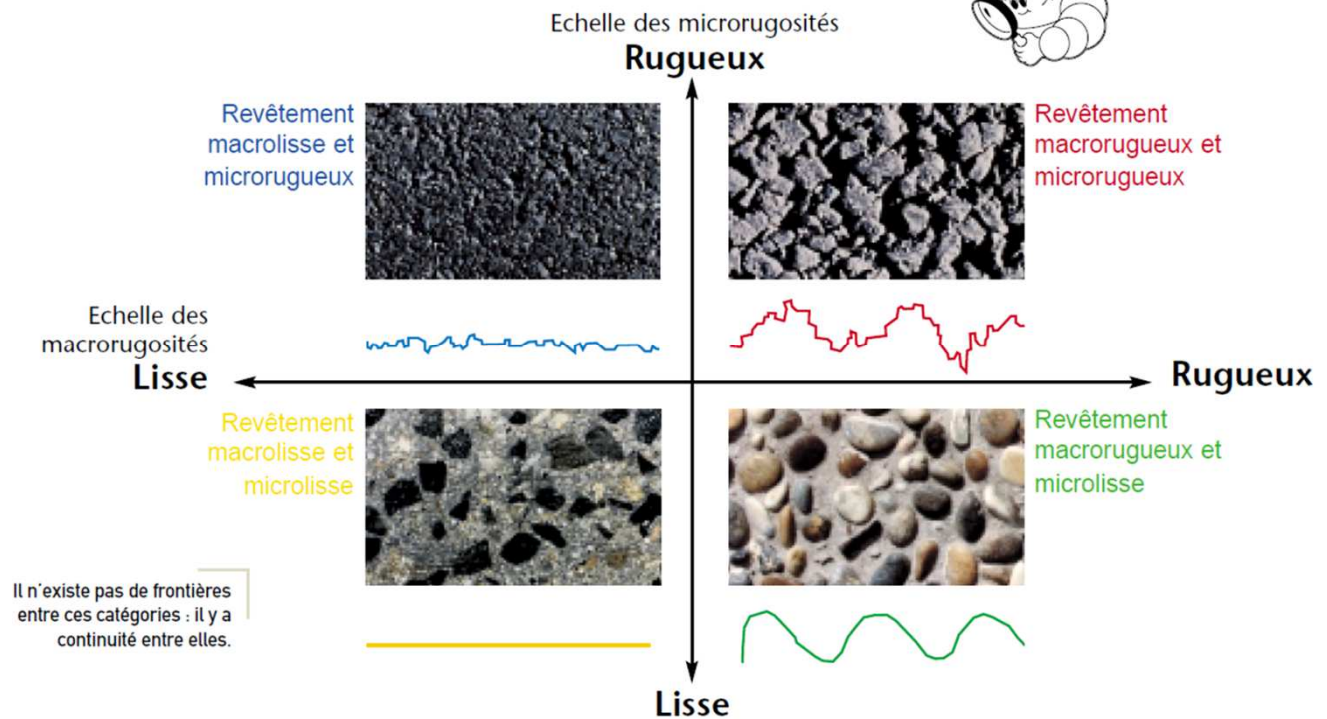 Echelle des microrugosités
Rugueux
Revêtement
macrolisse et
microrugueux
Revêtement
macrorugueux et
microrugueux
Echelle des
macrorugosités
Lisse
Rugueux
Revêtement
macrolisse et
microlisse
Revêtement
macrorugueux et
microlisse
Il n'existe pas de frontières
entre ces catégories : il y a
continuité entre elles.
Lisse